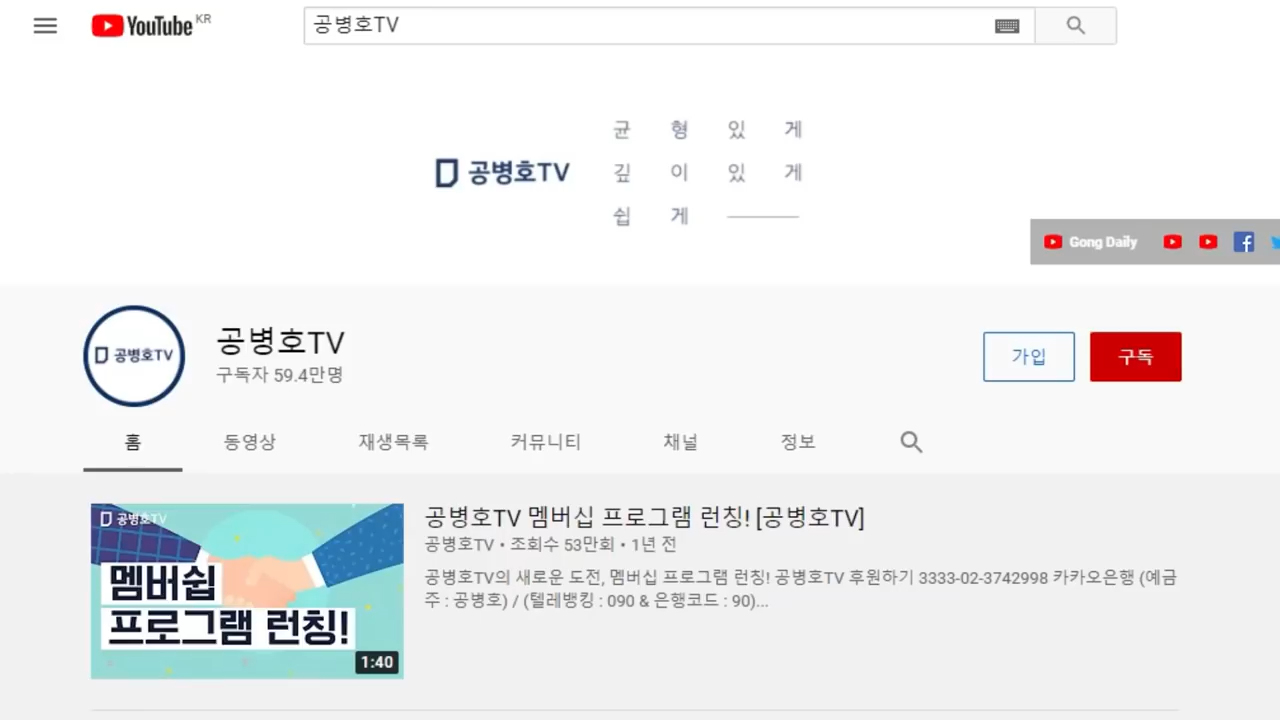 YouTube KR
공병호TV
균형있게
공병호TV
깊이있게
쉽게
Gong Daily
공병호TV
공병호TV
구독자 59.4만명
가입
구독
홈
동영상
재생목록
커뮤니티
채널
정보
공병호TV
멤버쉽
프로그램 런칭!
1:40
공병호TV 멤버십 프로그램 런칭! [공병호TV]
공병호TV • 조회수 53만회 • 1년 전
공병호TV의 새로운 도전, 멤버십 프로그램 런칭! 공병호TV 후원하기 3333-02-3742998 카카오은행 (예금
주 : 공병호) / (텔레뱅킹 : 090 & 은행코드 : 90)...